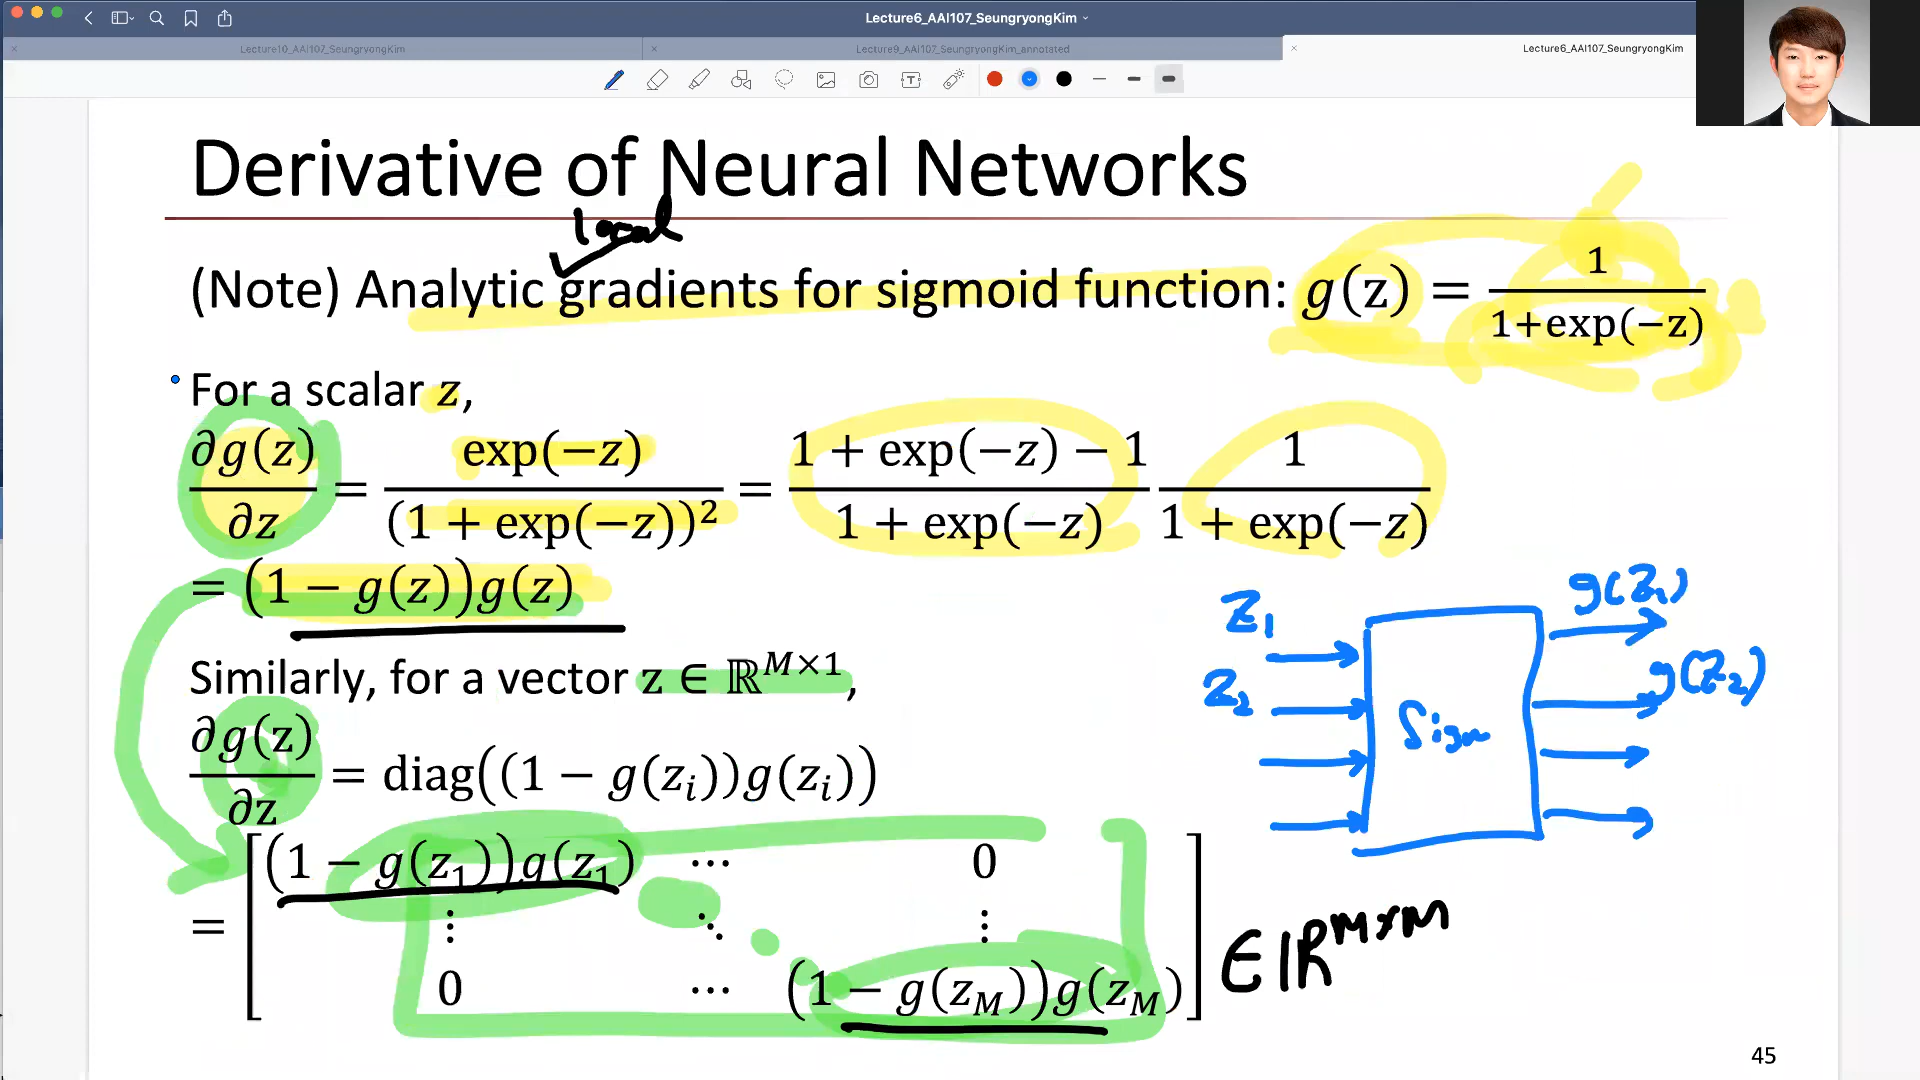 Lecture6_AAI107_SeungryongKim
Lecture10_AAI107_SeungryongKim
Lecture9_AAI107_SeungryongKim_annotated
Lecture6_AAI107_SeungryongKim
Derivative of Neural Networks
local
(Note) Analytic gradients for sigmoid function: g(z) = 1 / (1+exp(−z))
For a scalar z,
∂g(z)/∂z = exp(−z) / (1 + exp(−z))² = (1 + exp(−z) − 1) / (1 + exp(−z)) 1 / (1 + exp(−z))
= (1 − g(z))g(z)
Similarly, for a vector z ∈ ℝ^{M×1},
∂g(z)/∂z = diag((1 − g(z_i))g(z_i))
= [(1 − g(z₁))g(z₁) ⋯ 0
⋮ ⋱ ⋮
0 ⋯ (1 − g(z_M))g(z_M)] ∈ ℝ^{M×M}
z₁ g(z₁)
z₂ g(z₂)
Sigm
45